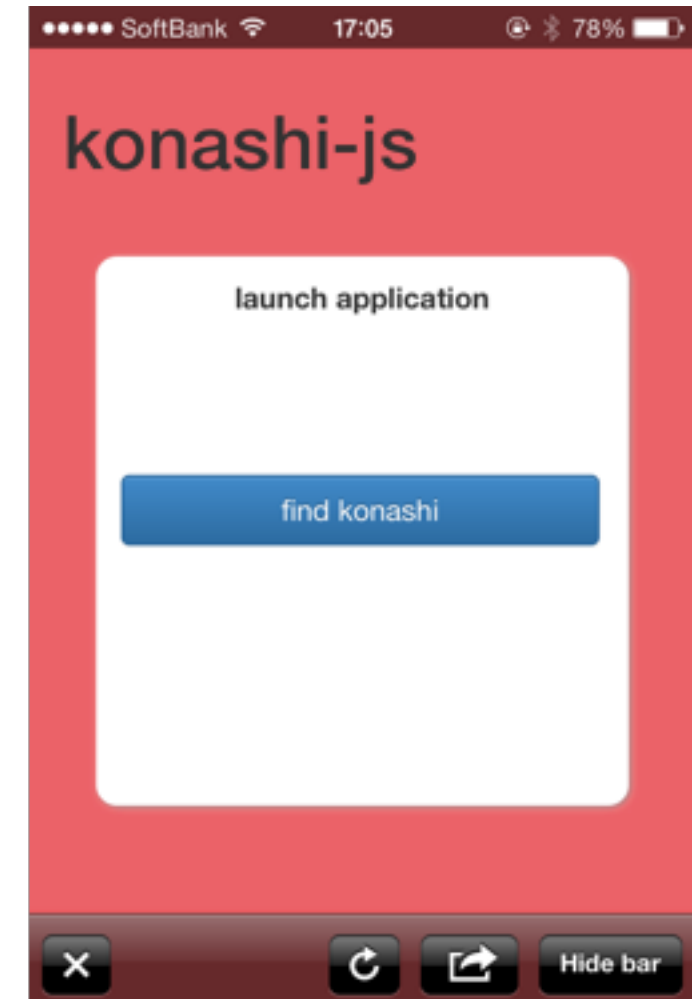 SoftBank 17:05 78%
konashi-js
launch application
find konashi
Hide bar